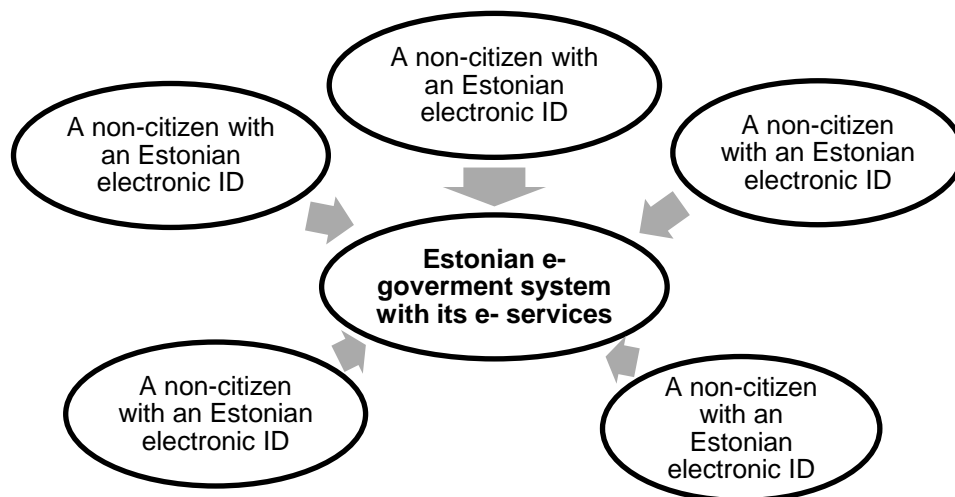 A non-citizen with
an Estonian
electronic ID
A non-citizen with
an Estonian
electronic ID
A non-citizen
with an Estonian
electronic ID
Estonian e-
goverment system
with its e- services
A non-citizen
with an Estonian
electronic ID
A non-citizen
with an
Estonian
electronic ID